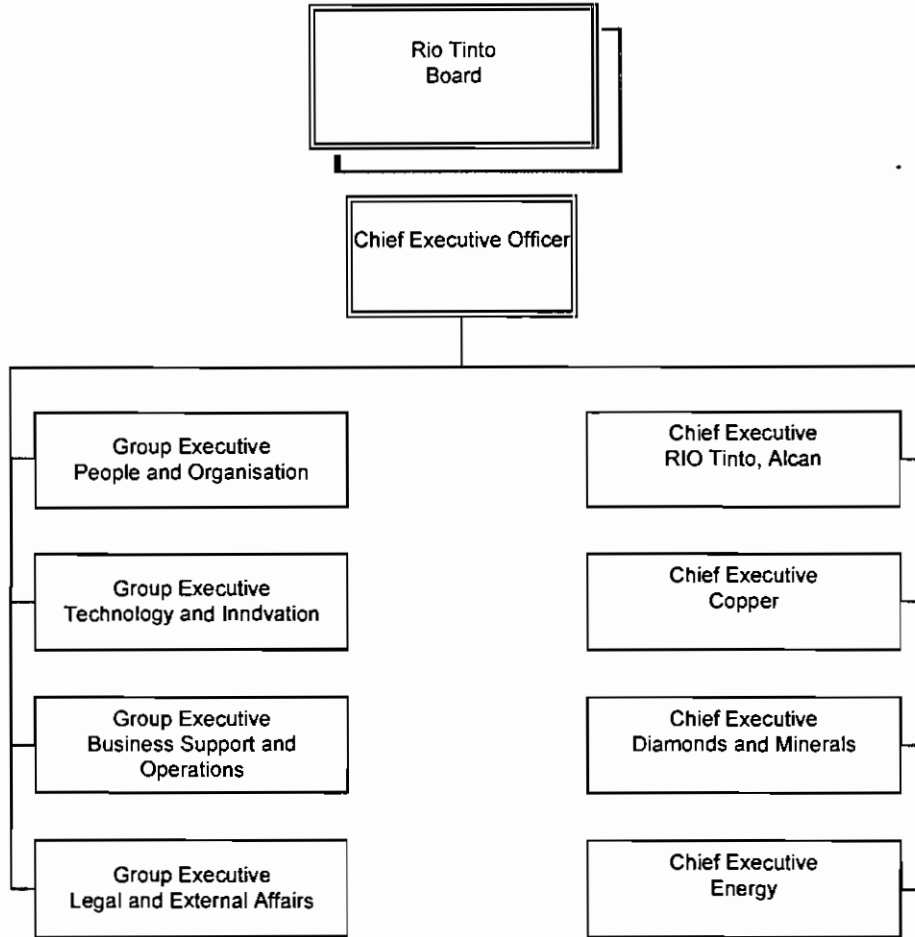 Rio Tinto
Board
Chief Executive Officer
Group Executive
People and Organisation
Chief Executive
RIO Tinto, Alcan
Group Executive
Technology and Inndvation
Chief Executive
Copper
Group Executive
Business Support and
Operations
Chief Executive
Diamonds and Minerals
Group Executive
Legal and External Affairs
Chief Executive
Energy